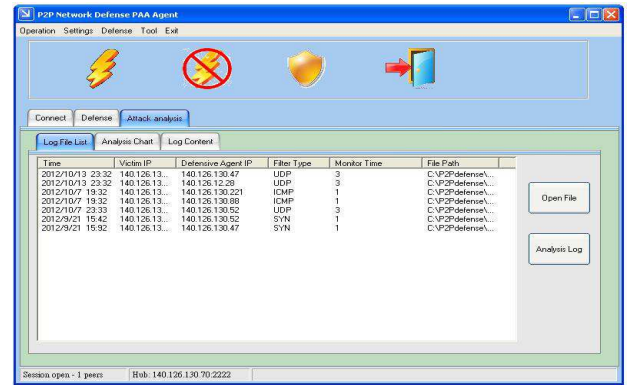 P2P Network Defense PAA Agent
Operation Settings Defense Tool Exit
Connect Defense Attack analysis
Log File List Analysis Chart Log Content
Time Victim IP Defensive Agent IP Filter Type Monitor Time File Path
2012/10/13 23:32 140.126.13... 140.126.130.47 UDP 3 C:\P2Pdefense\...
2012/10/13 23:32 140.126.13... 140.126.12.28 UDP 3 C:\P2Pdefense\...
2012/10/7 19:32 140.126.13... 140.126.130.221 ICMP 1 C:\P2Pdefense\...
2012/10/7 19:32 140.126.13... 140.126.130.88 ICMP 1 C:\P2Pdefense\...
2012/10/7 23:33 140.126.13... 140.126.130.52 UDP 3 C:\P2Pdefense\...
2012/9/21 15:42 140.126.13... 140.126.130.52 SYN 1 C:\P2Pdefense\...
2012/9/21 15:92 140.126.13... 140.126.130.47 SYN 1 C:\P2Pdefense\...
Open File
Analysis Log
Session open - 1 peers Hub: 140.126.130.70:2222